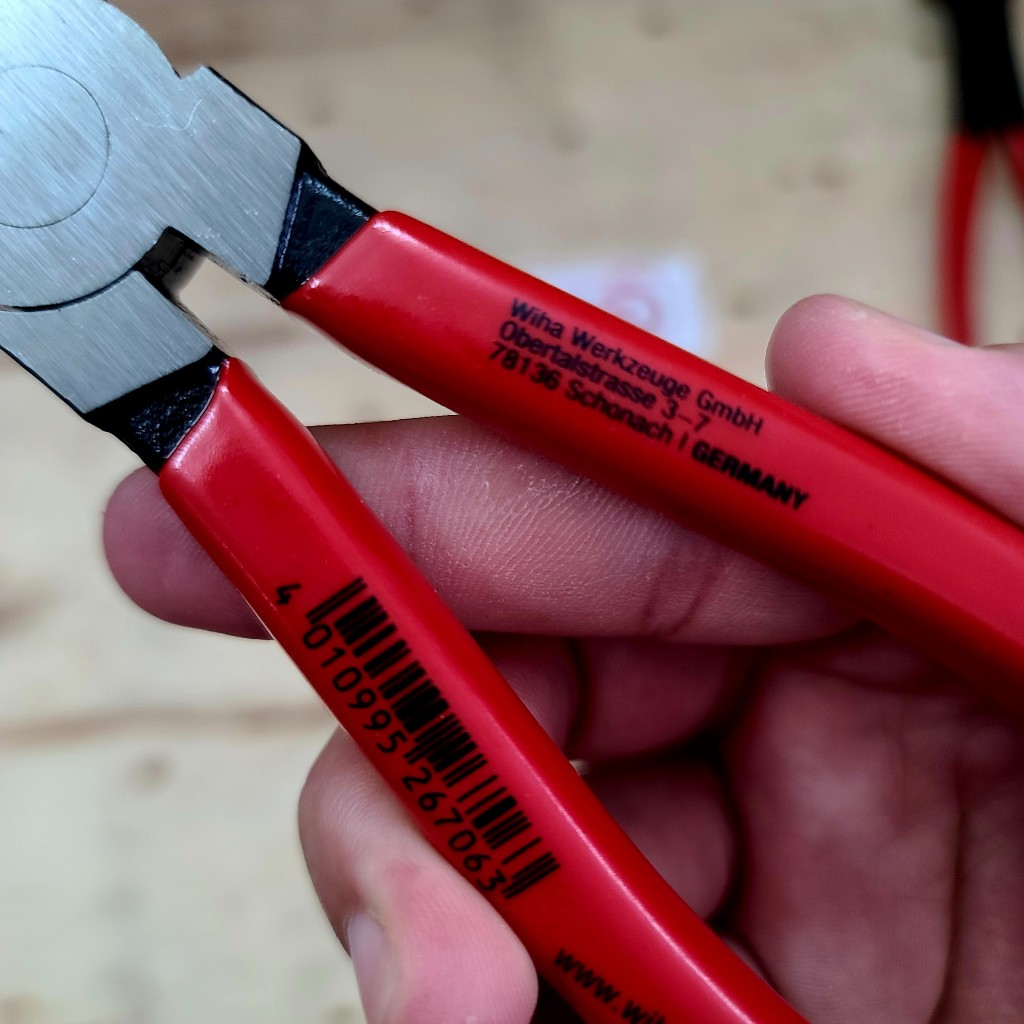 Wiha Werkzeuge GmbH
Obertalstrasse 3-7
78136 Schonach | GERMANY
4 010995 267063